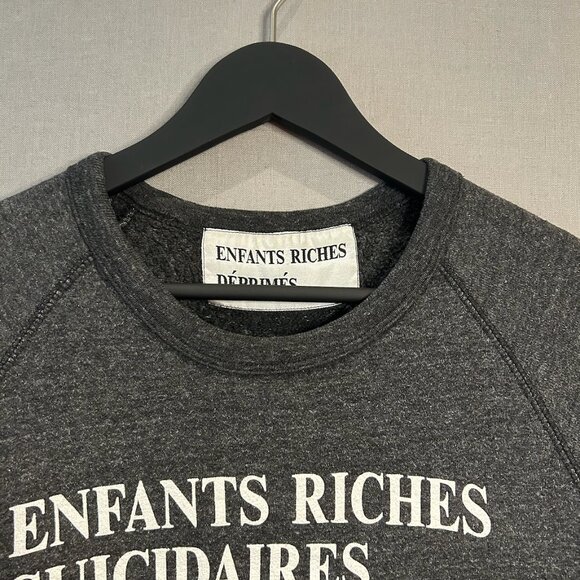 ENFANTS RICHES
DÉPRIMÉS
ENFANTS RICHES
SUICIDAIRES